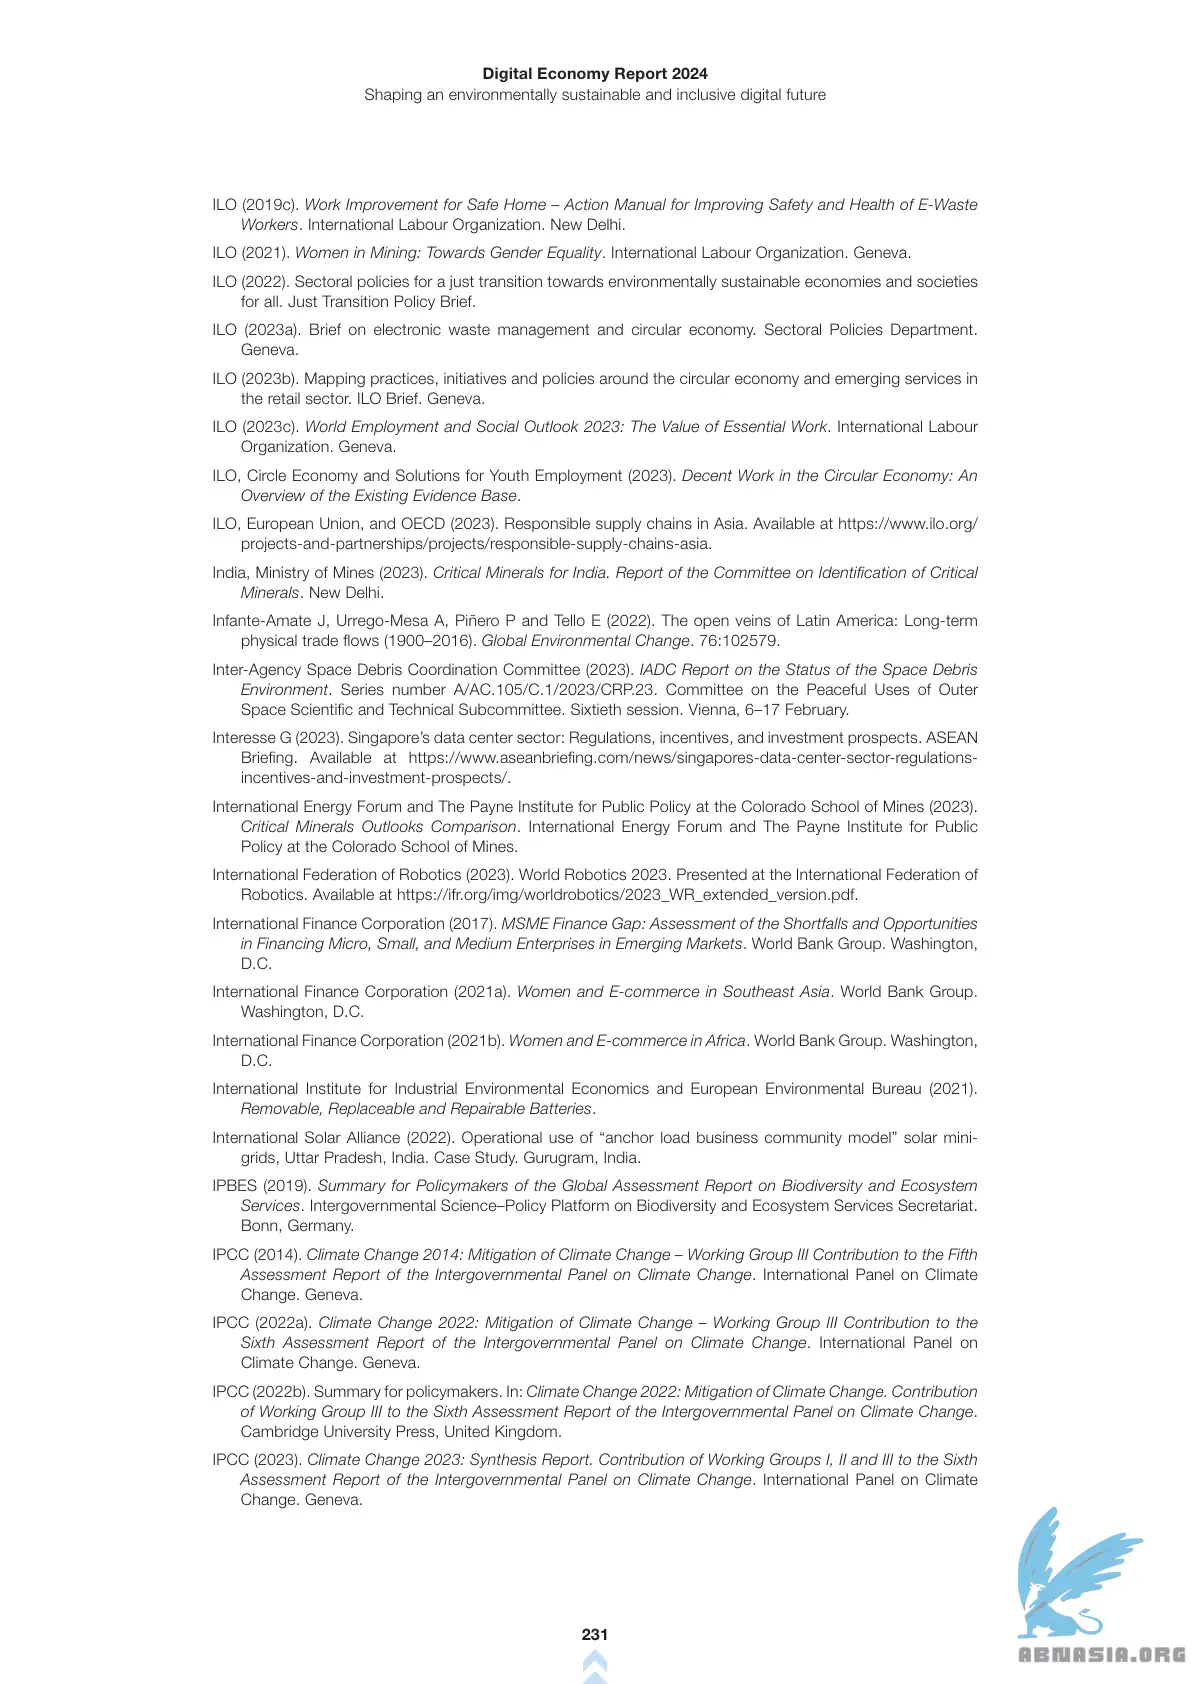 Digital Economy Report 2024
Shaping an environmentally sustainable and inclusive digital future
ILO (2019c). Work Improvement for Safe Home – Action Manual for Improving Safety and Health of E-Waste
Workers. International Labour Organization. New Delhi.
ILO (2021). Women in Mining: Towards Gender Equality. International Labour Organization. Geneva.
ILO (2022). Sectoral policies for a just transition towards environmentally sustainable economies and societies
for all. Just Transition Policy Brief.
ILO (2023a). Brief on electronic waste management and circular economy. Sectoral Policies Department.
Geneva.
ILO (2023b). Mapping practices, initiatives and policies around the circular economy and emerging services in
the retail sector. ILO Brief. Geneva.
ILO (2023c). World Employment and Social Outlook 2023: The Value of Essential Work. International Labour
Organization. Geneva.
ILO, Circle Economy and Solutions for Youth Employment (2023). Decent Work in the Circular Economy: An
Overview of the Existing Evidence Base.
ILO, European Union, and OECD (2023). Responsible supply chains in Asia. Available at https://www.ilo.org/
projects-and-partnerships/projects/responsible-supply-chains-asia.
India, Ministry of Mines (2023). Critical Minerals for India. Report of the Committee on Identification of Critical
Minerals. New Delhi.
Infante-Amate J, Urrego-Mesa A, Piñero P and Tello E (2022). The open veins of Latin America: Long-term
physical trade flows (1900–2016). Global Environmental Change. 76:102579.
Inter-Agency Space Debris Coordination Committee (2023). IADC Report on the Status of the Space Debris
Environment. Series number A/AC.105/C.1/2023/CRP.23. Committee on the Peaceful Uses of Outer
Space Scientific and Technical Subcommittee. Sixtieth session. Vienna, 6–17 February.
Interesse G (2023). Singapore’s data center sector: Regulations, incentives, and investment prospects. ASEAN
Briefing. Available at https://www.aseanbriefing.com/news/singapores-data-center-sector-regulations-
incentives-and-investment-prospects/.
International Energy Forum and The Payne Institute for Public Policy at the Colorado School of Mines (2023).
Critical Minerals Outlooks Comparison. International Energy Forum and The Payne Institute for Public
Policy at the Colorado School of Mines.
International Federation of Robotics (2023). World Robotics 2023. Presented at the International Federation of
Robotics. Available at https://ifr.org/img/worldrobotics/2023_WR_extended_version.pdf.
International Finance Corporation (2017). MSME Finance Gap: Assessment of the Shortfalls and Opportunities
in Financing Micro, Small, and Medium Enterprises in Emerging Markets. World Bank Group. Washington,
D.C.
International Finance Corporation (2021a). Women and E-commerce in Southeast Asia. World Bank Group.
Washington, D.C.
International Finance Corporation (2021b). Women and E-commerce in Africa. World Bank Group. Washington,
D.C.
International Institute for Industrial Environmental Economics and European Environmental Bureau (2021).
Removable, Replaceable and Repairable Batteries.
International Solar Alliance (2022). Operational use of “anchor load business community model” solar mini-
grids, Uttar Pradesh, India. Case Study. Gurugram, India.
IPBES (2019). Summary for Policymakers of the Global Assessment Report on Biodiversity and Ecosystem
Services. Intergovernmental Science–Policy Platform on Biodiversity and Ecosystem Services Secretariat.
Bonn, Germany.
IPCC (2014). Climate Change 2014: Mitigation of Climate Change – Working Group III Contribution to the Fifth
Assessment Report of the Intergovernmental Panel on Climate Change. International Panel on Climate
Change. Geneva.
IPCC (2022a). Climate Change 2022: Mitigation of Climate Change – Working Group III Contribution to the
Sixth Assessment Report of the Intergovernmental Panel on Climate Change. International Panel on
Climate Change. Geneva.
IPCC (2022b). Summary for policymakers. In: Climate Change 2022: Mitigation of Climate Change. Contribution
of Working Group III to the Sixth Assessment Report of the Intergovernmental Panel on Climate Change.
Cambridge University Press, United Kingdom.
IPCC (2023). Climate Change 2023: Synthesis Report. Contribution of Working Groups I, II and III to the Sixth
Assessment Report of the Intergovernmental Panel on Climate Change. International Panel on Climate
Change. Geneva.
231
ABNASIA.ORG